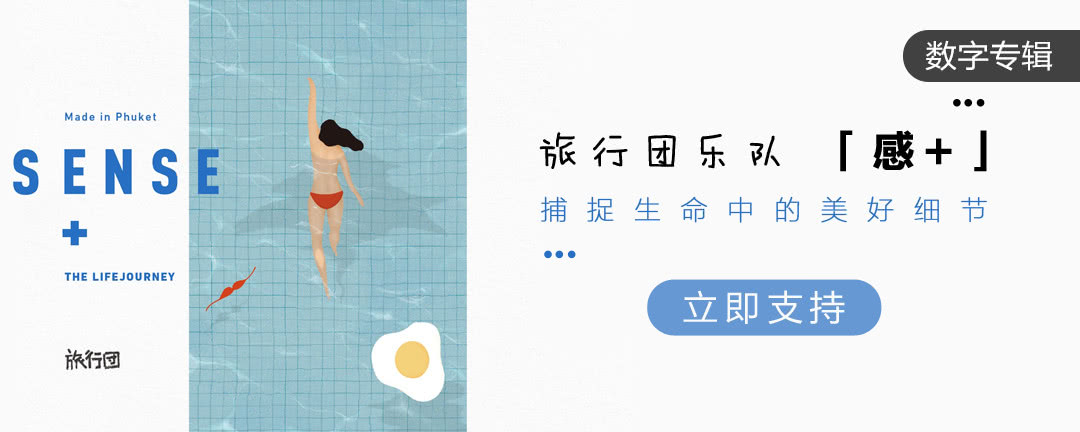 Made in Phuket
SENSE
+
THE LIFEJOURNEY
旅行团
数字专辑
旅行团乐队「感+」
捕捉生命中的美好细节
立即支持